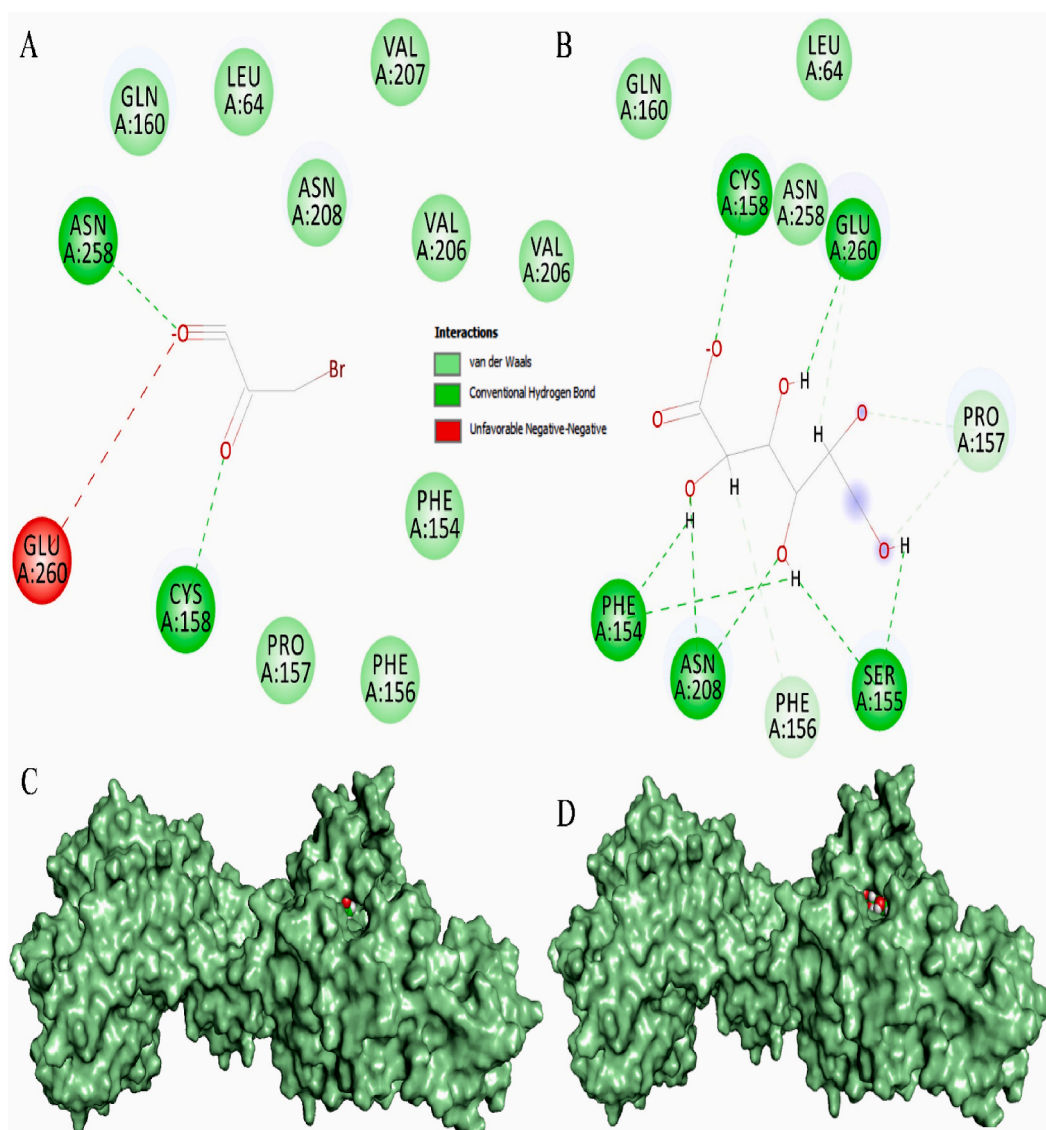 A
GLN
A:160
LEU
A:64
VAL
A:207
ASN
A:258
ASN
A:208
VAL
A:206
VAL
A:206
-O
Br
O
GLU
A:260
CYS
A:158
PHE
A:154
PRO
A:157
PHE
A:156
Interactions
van der Waals
Conventional Hydrogen Bond
Unfavorable Negative-Negative
B
GLN
A:160
LEU
A:64
CYS
A:158
ASN
A:258
GLU
A:260
-O
O
O H
O
H
H
O
PRO
A:157
O
H
O
H
O H
PHE
A:154
ASN
A:208
PHE
A:156
SER
A:155
C
D